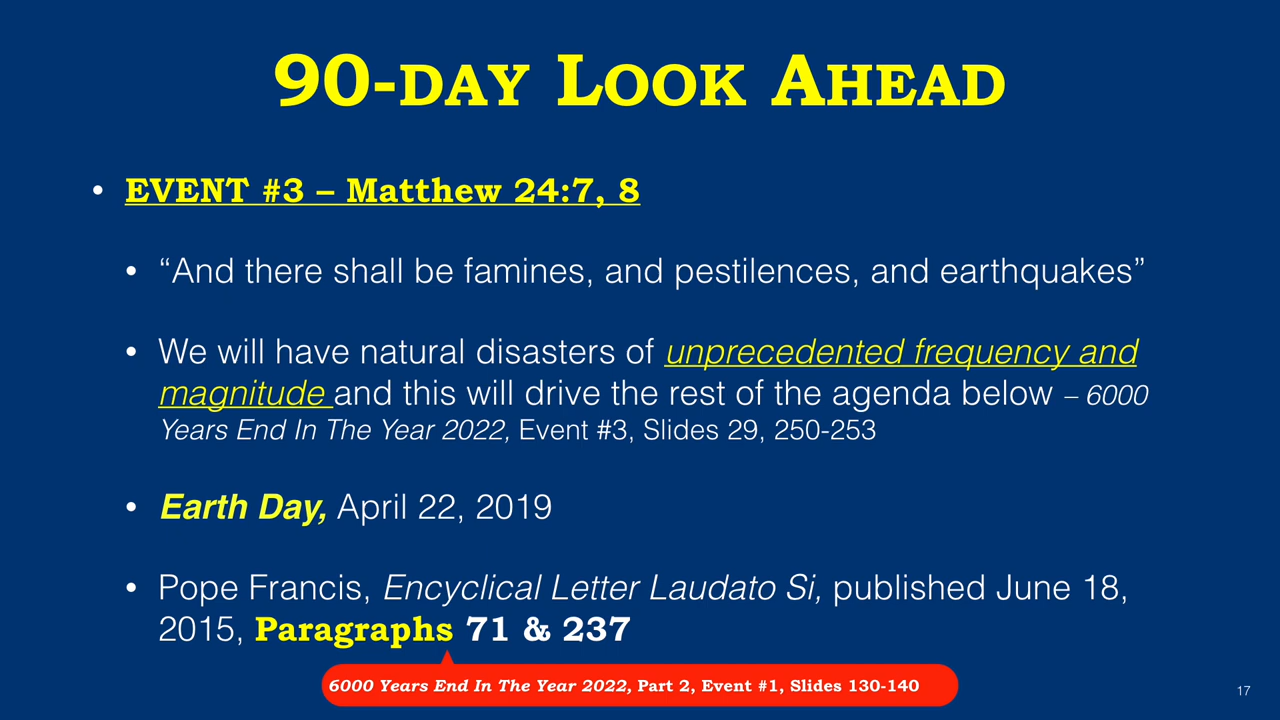 90-DAY LOOK AHEAD
• EVENT #3 – Matthew 24:7, 8
• “And there shall be famines, and pestilences, and earthquakes”
• We will have natural disasters of unprecedented frequency and
magnitude and this will drive the rest of the agenda below – 6000
Years End In The Year 2022, Event #3, Slides 29, 250-253
• Earth Day, April 22, 2019
• Pope Francis, Encyclical Letter Laudato Si, published June 18,
2015, Paragraphs 71 & 237
6000 Years End In The Year 2022, Part 2, Event #1, Slides 130-140
17